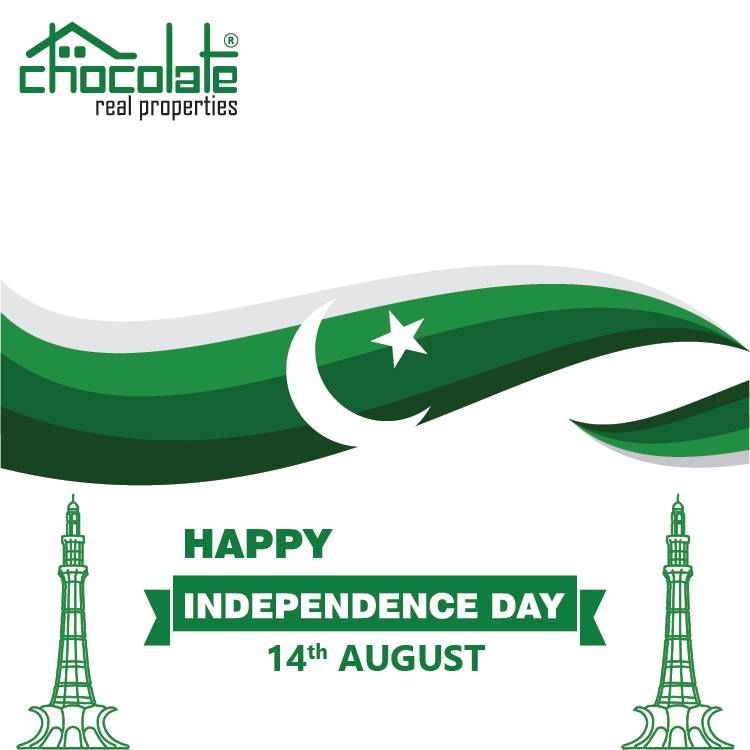 chocolate®
real properties
HAPPY
INDEPENDENCE DAY
14th AUGUST